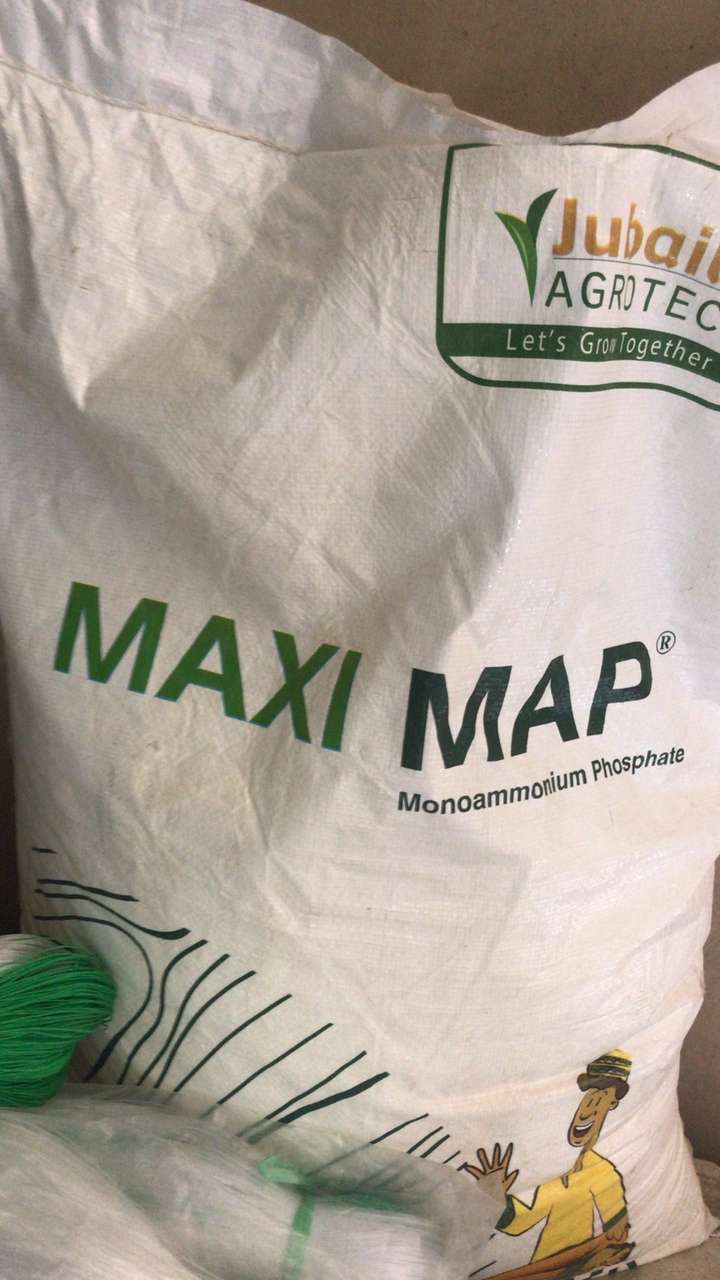 Jubail
AGROTEC
Let's Grow Together
MAXI MAP®
Monoammonium Phosphate